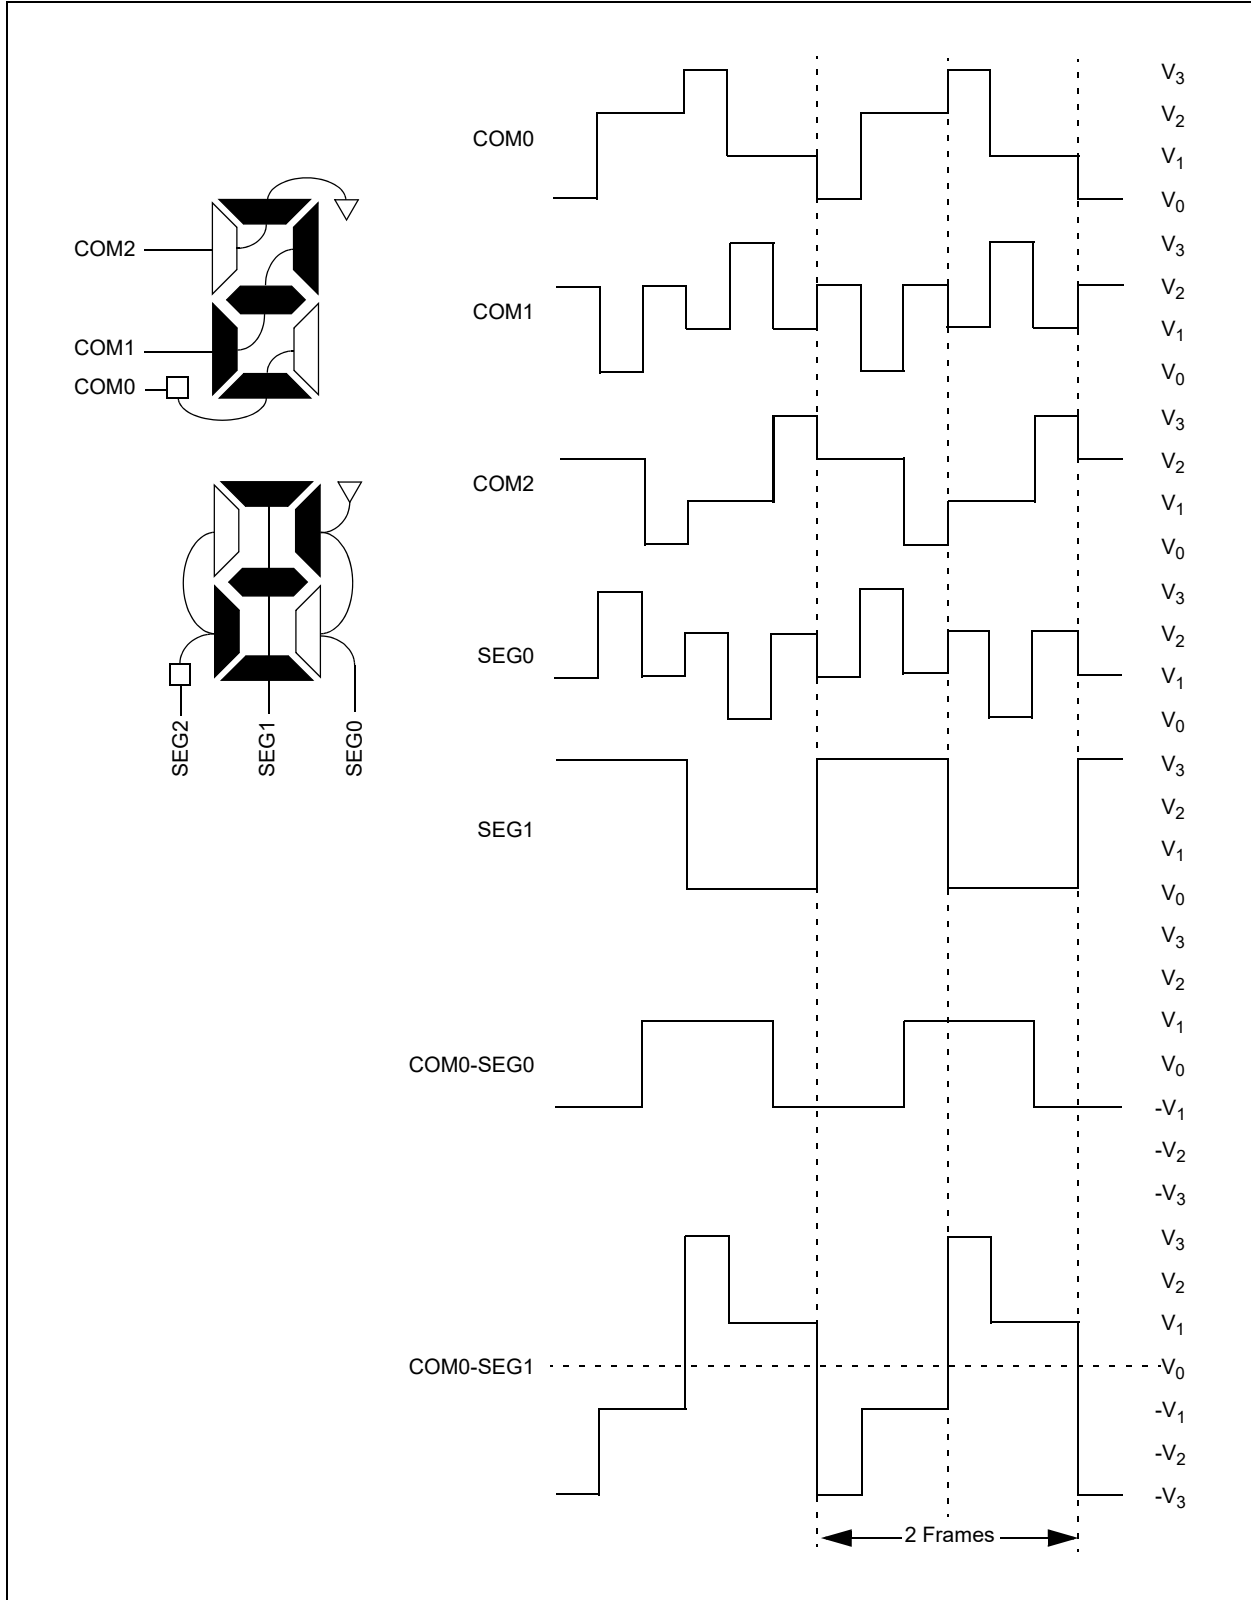 COM2
COM1
COM0
SEG2
SEG1
SEG0
COM0
V3
V2
V1
V0
COM1
V3
V2
V1
V0
COM2
V3
V2
V1
V0
SEG0
V3
V2
V1
V0
SEG1
V3
V2
V1
V0
COM0-SEG0
V3
V2
V1
V0
-V1
-V2
-V3
COM0-SEG1
V3
V2
V1
V0
-V1
-V2
-V3
2 Frames